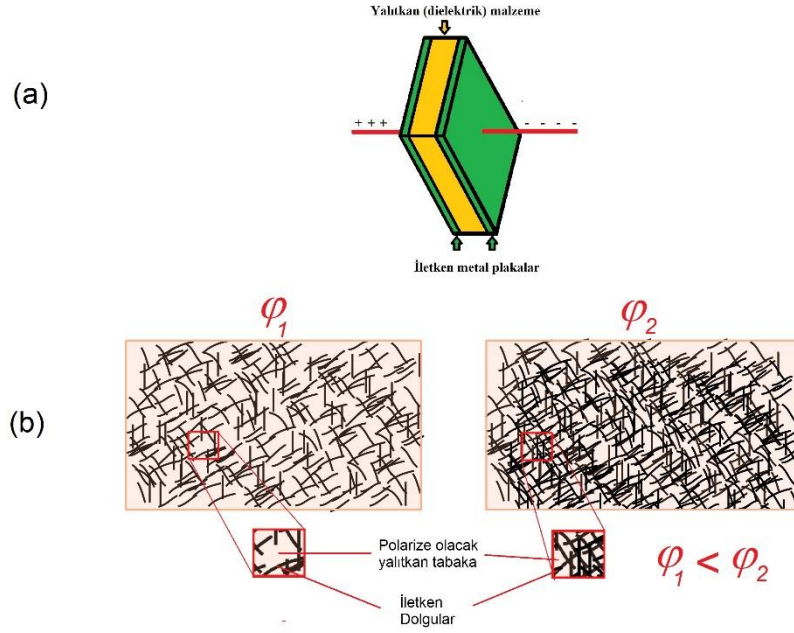 Yalıtkan (dielektrik) malzeme
(a)
+ + +
- - - -
İletken metal plakalar
φ1
φ2
(b)
Polarize olacak
yalıtkan tabaka
φ1 < φ2
İletken
Dolgular